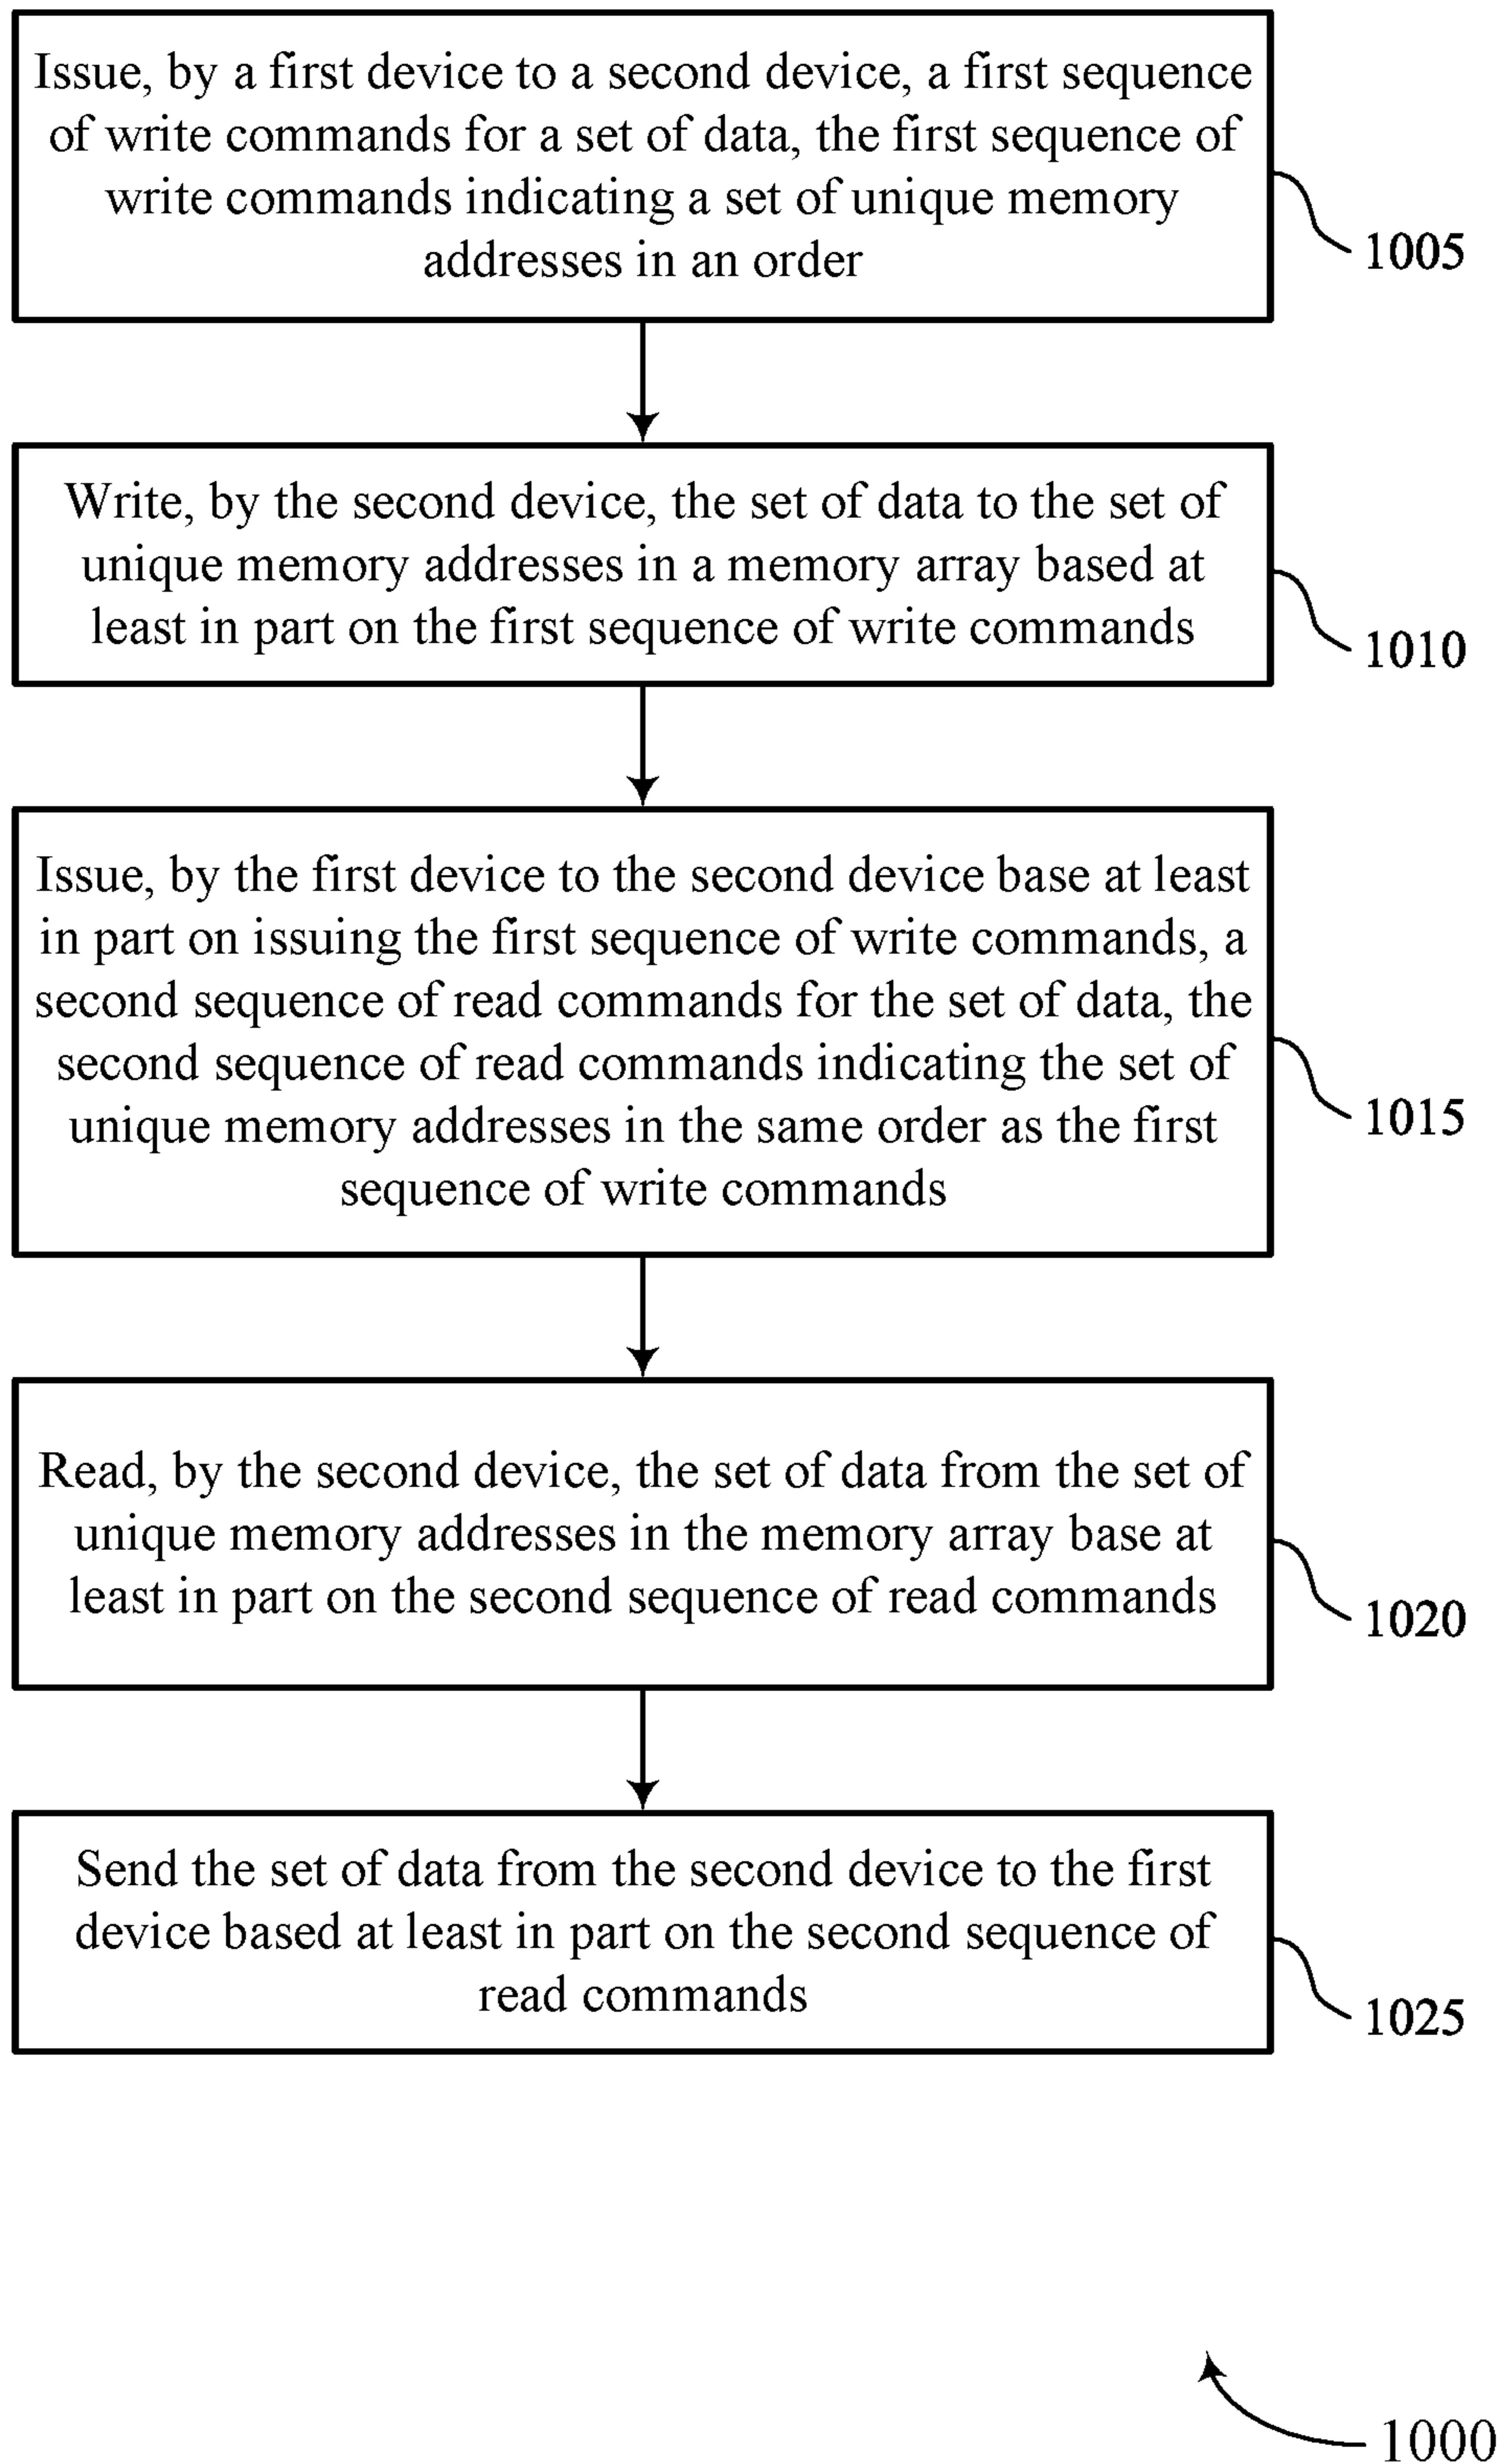 Issue, by a first device to a second device, a first sequence
of write commands for a set of data, the first sequence of
write commands indicating a set of unique memory
addresses in an order
1005
Write, by the second device, the set of data to the set of
unique memory addresses in a memory array based at
least in part on the first sequence of write commands
1010
Issue, by the first device to the second device base at least
in part on issuing the first sequence of write commands, a
second sequence of read commands for the set of data, the
second sequence of read commands indicating the set of
unique memory addresses in the same order as the first
sequence of write commands
1015
Read, by the second device, the set of data from the set of
unique memory addresses in the memory array base at
least in part on the second sequence of read commands
1020
Send the set of data from the second device to the first
device based at least in part on the second sequence of
read commands
1025
1000